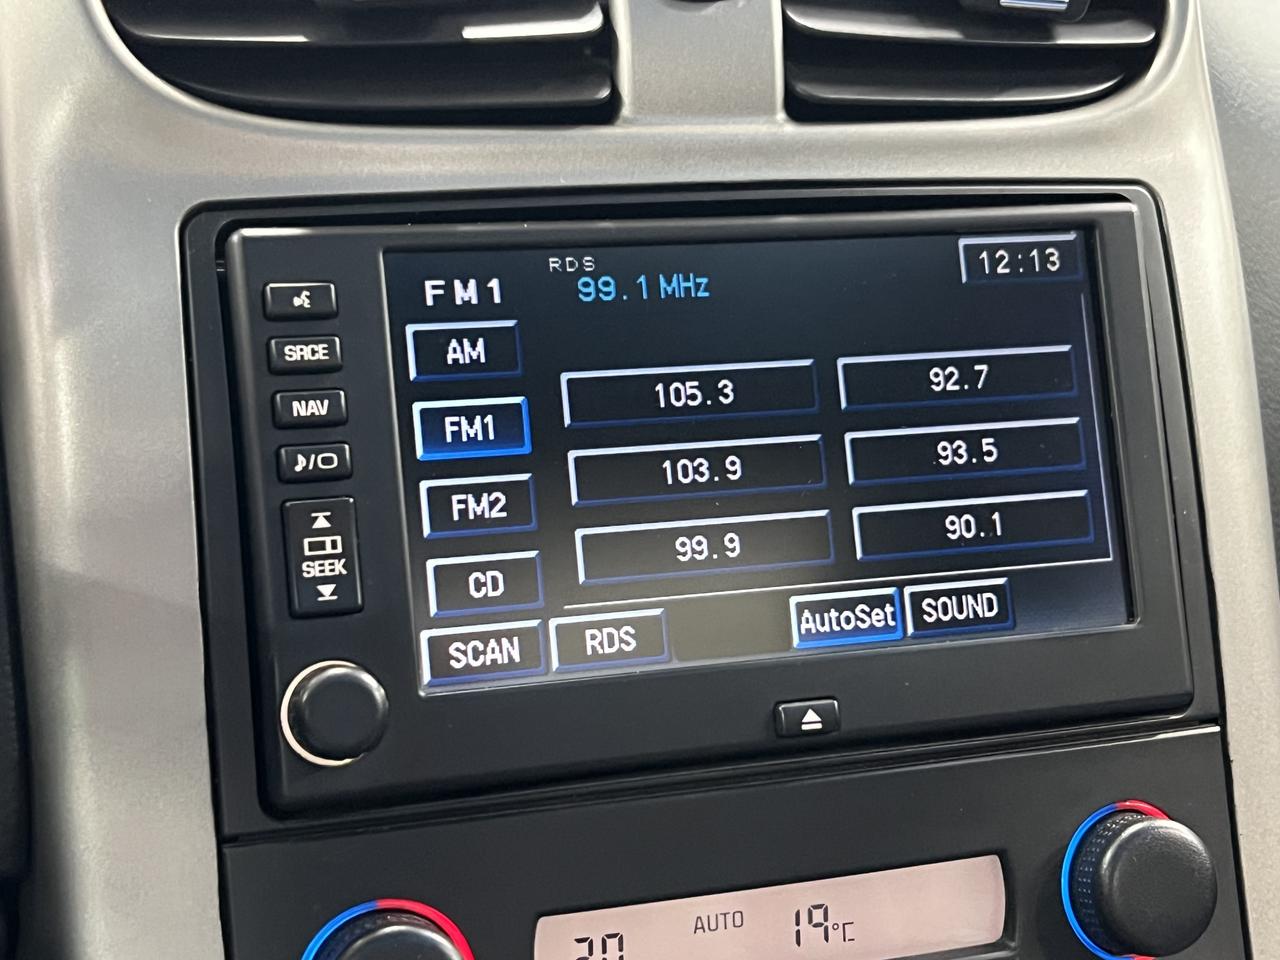 RDS
FM1 99.1 MHz 12:13
AM
105.3 92.7
SRCE
FM1
NAV
103.9 93.5
FM2
99.9 90.1
SEEK
CD
AutoSet SOUND
SCAN RDS
20 AUTO 19°C